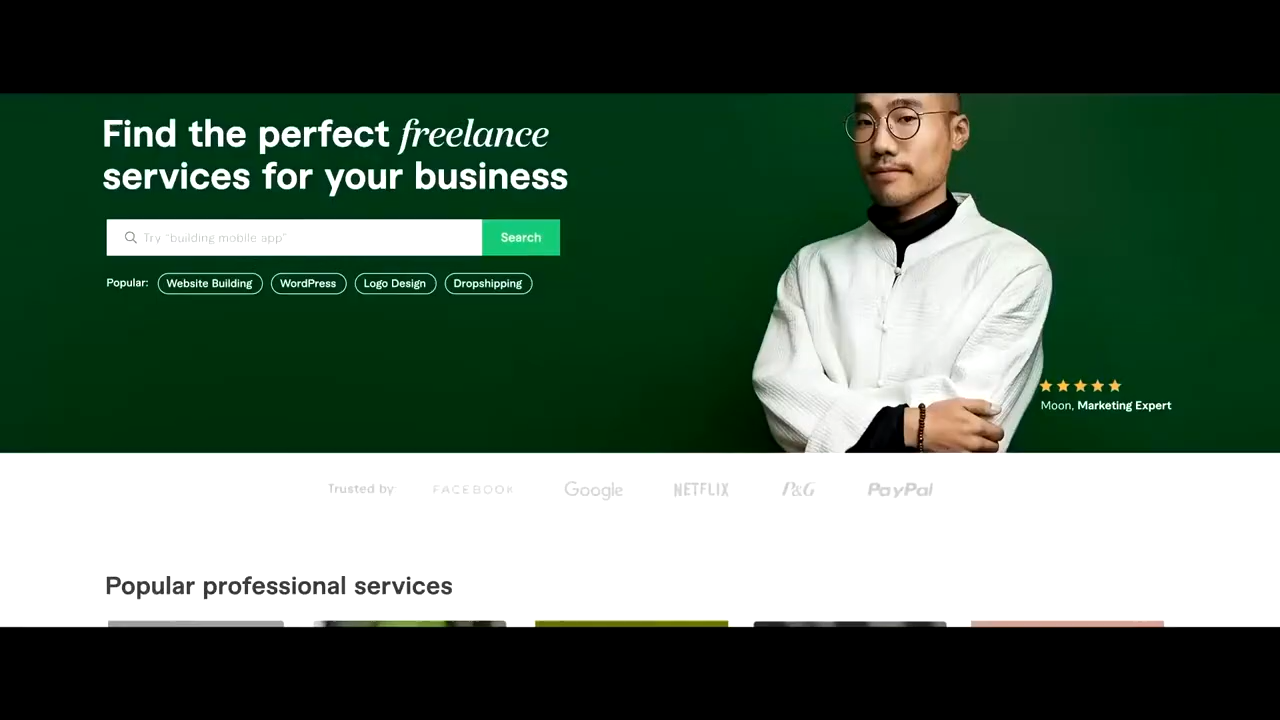 Find the perfect freelance
services for your business
Try "building mobile app"
Search
Popular:
Website Building
WordPress
Logo Design
Dropshipping
Moon, Marketing Expert
Trusted by
FACEBOOK
Google
NETFLIX
P&G
PayPal
Popular professional services